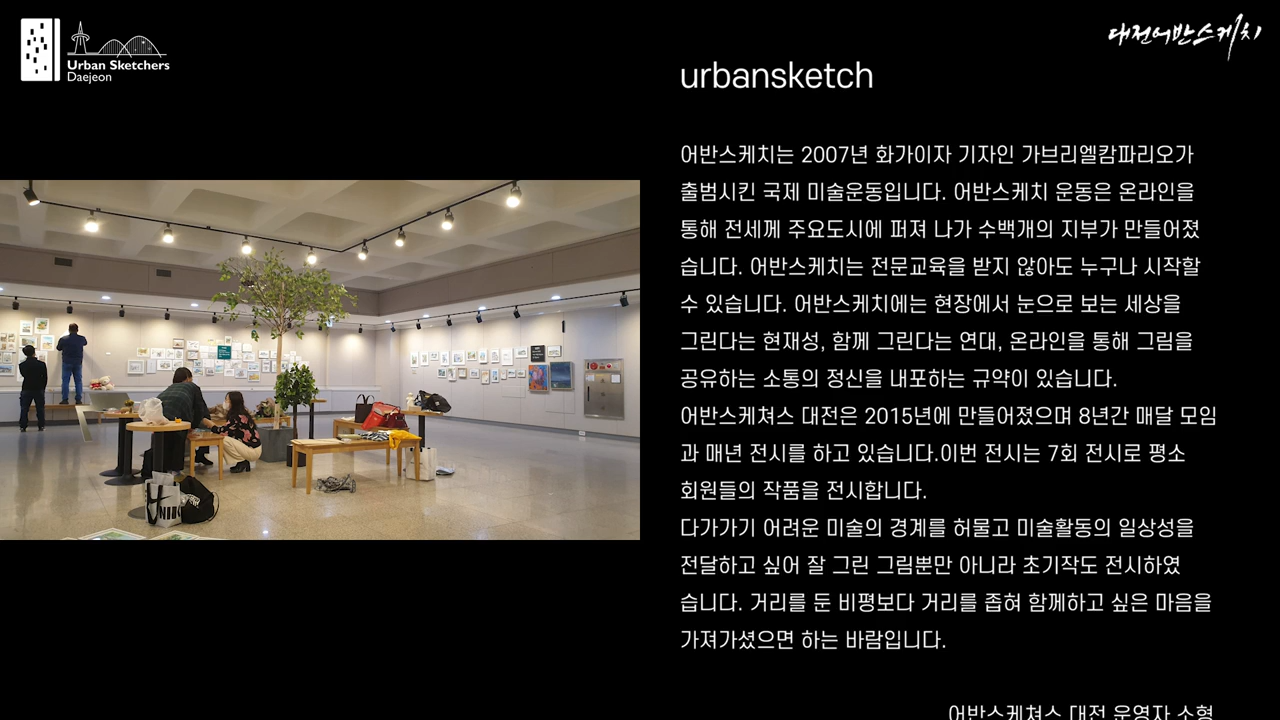 Urban Sketchers
Daejeon
대전어반스케치
urbansketch
어반스케치는 2007년 화가이자 기자인 가브리엘캄파리오가
출범시킨 국제 미술운동입니다. 어반스케치 운동은 온라인을
통해 전세께 주요도시에 퍼져 나가 수백개의 지부가 만들어졌
습니다. 어반스케치는 전문교육을 받지 않아도 누구나 시작할
수 있습니다. 어반스케치에는 현장에서 눈으로 보는 세상을
그린다는 현재성, 함께 그린다는 연대, 온라인을 통해 그림을
공유하는 소통의 정신을 내포하는 규약이 있습니다.
어반스케쳐스 대전은 2015년에 만들어졌으며 8년간 매달 모임
과 매년 전시를 하고 있습니다.이번 전시는 7회 전시로 평소
회원들의 작품을 전시합니다.
다가가기 어려운 미술의 경계를 허물고 미술활동의 일상성을
전달하고 싶어 잘 그린 그림뿐만 아니라 초기작도 전시하였
습니다. 거리를 둔 비평보다 거리를 좁혀 함께하고 싶은 마음을
가져가셨으면 하는 바람입니다.
어반스케쳐스 대전 운영자 소형